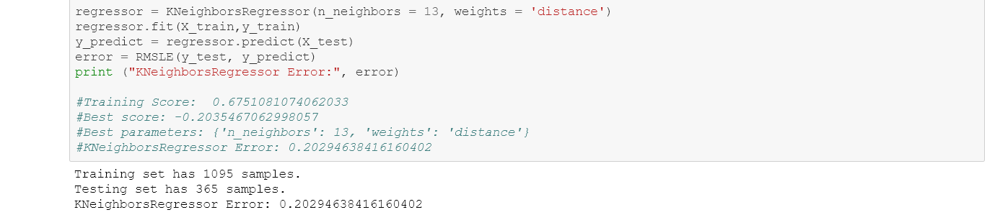 regressor = KNeighborsRegressor(n_neighbors = 13, weights = 'distance')
regressor.fit(X_train,y_train)
y_predict = regressor.predict(X_test)
error = RMSLE(y_test, y_predict)
print ("KNeighborsRegressor Error:", error)
#Training Score:  0.6751081074062033
#Best score: -0.2035467062998057
#Best parameters: {'n_neighbors': 13, 'weights': 'distance'}
#KNeighborsRegressor Error: 0.20294638416160402
Training set has 1095 samples.
Testing set has 365 samples.
KNeighborsRegressor Error: 0.20294638416160402